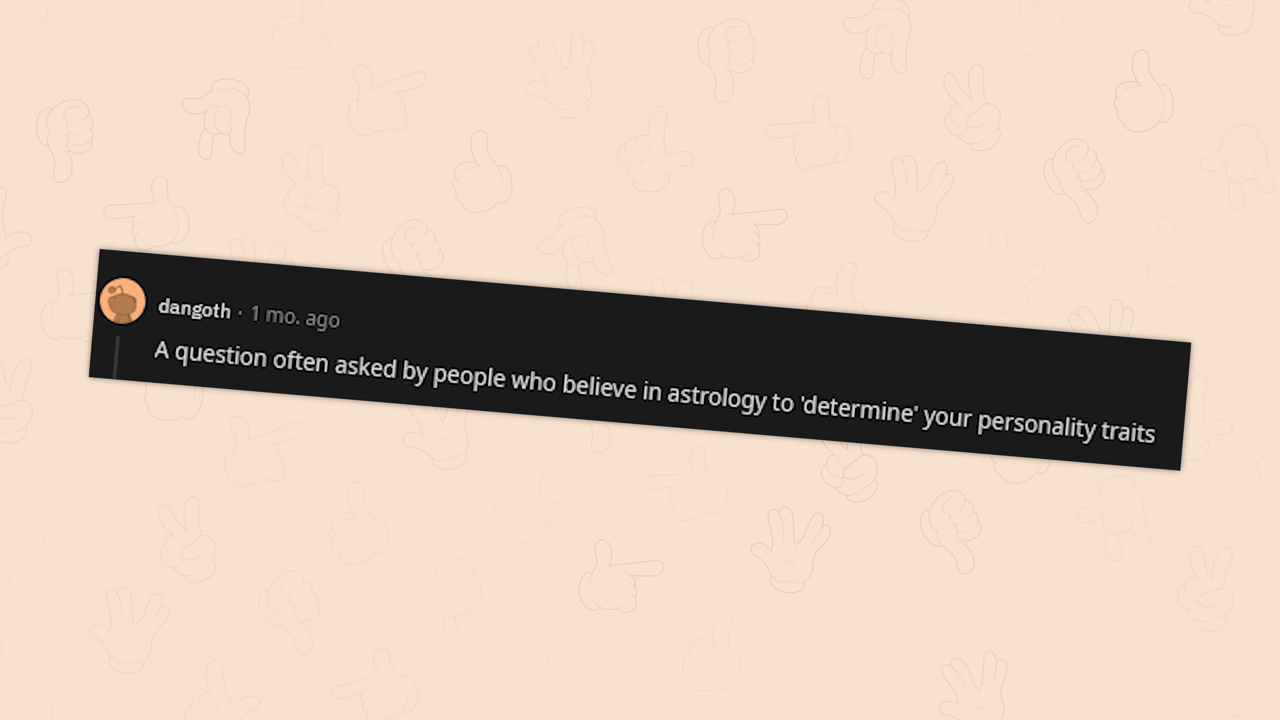 dangoth · 1 mo. ago
A question often asked by people who believe in astrology to 'determine' your personality traits